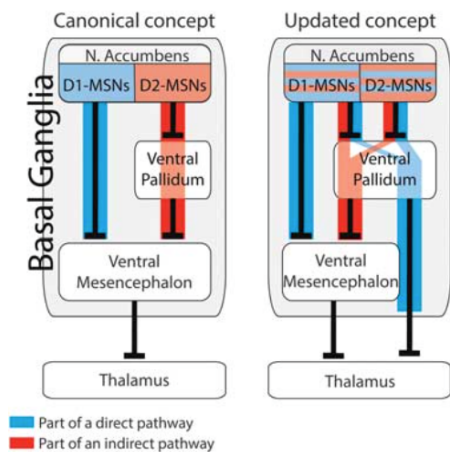 Canonical concept
Updated concept
Basal Ganglia
N. Accumbens
D1-MSNs
D2-MSNs
Ventral
Pallidum
Ventral
Mesencephalon
Thalamus
N. Accumbens
D1-MSNs
D2-MSNs
Ventral
Pallidum
Ventral
Mesencephalon
Thalamus
Part of a direct pathway
Part of an indirect pathway